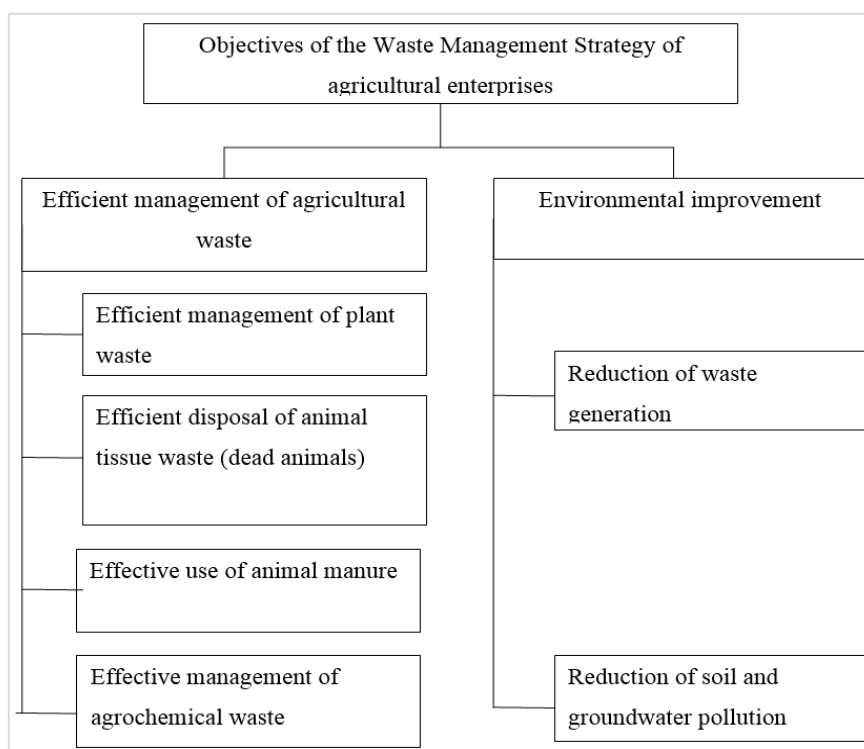 Objectives of the Waste Management Strategy of
agricultural enterprises
Efficient management of agricultural
waste
Efficient management of plant
waste
Efficient disposal of animal
tissue waste (dead animals)
Effective use of animal manure
Effective management of
agrochemical waste
Environmental improvement
Reduction of waste
generation
Reduction of soil and
groundwater pollution